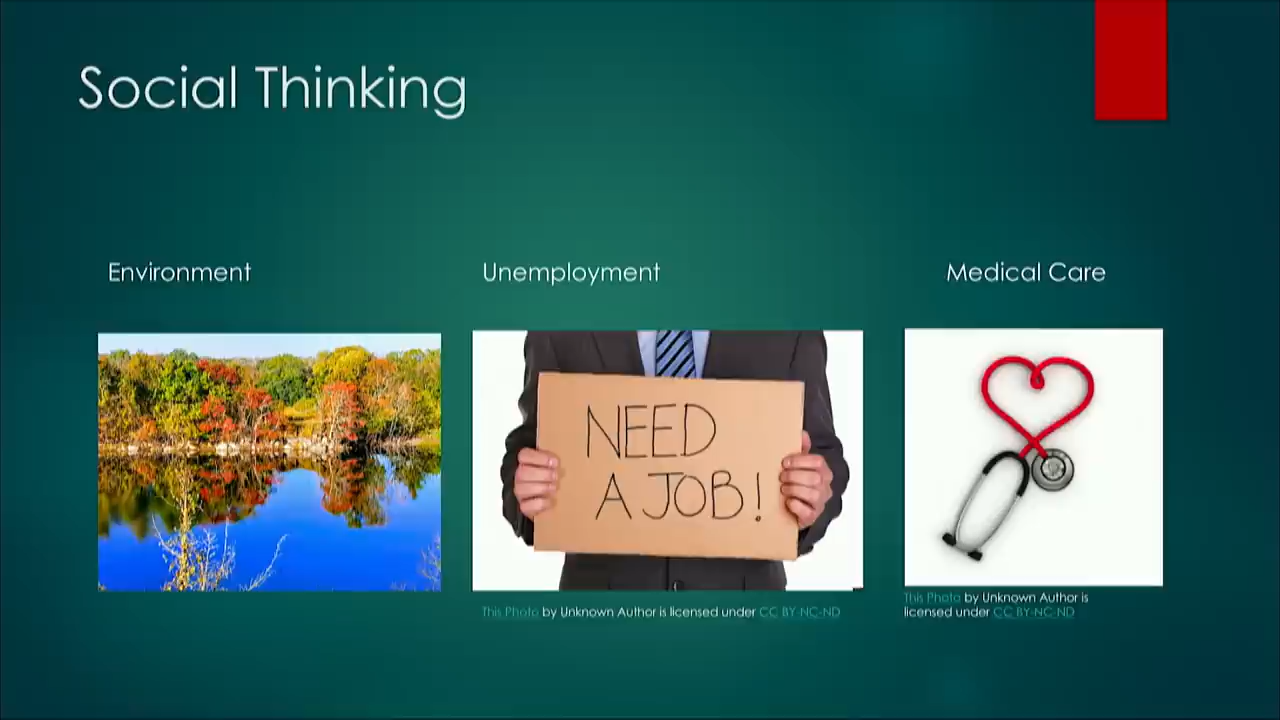 Social Thinking
Environment
Unemployment
Medical Care
NEED
A JOB!
This Photo by Unknown Author is licensed under CC BY-NC-ND
This Photo by Unknown Author is
licensed under CC BY-NC-ND